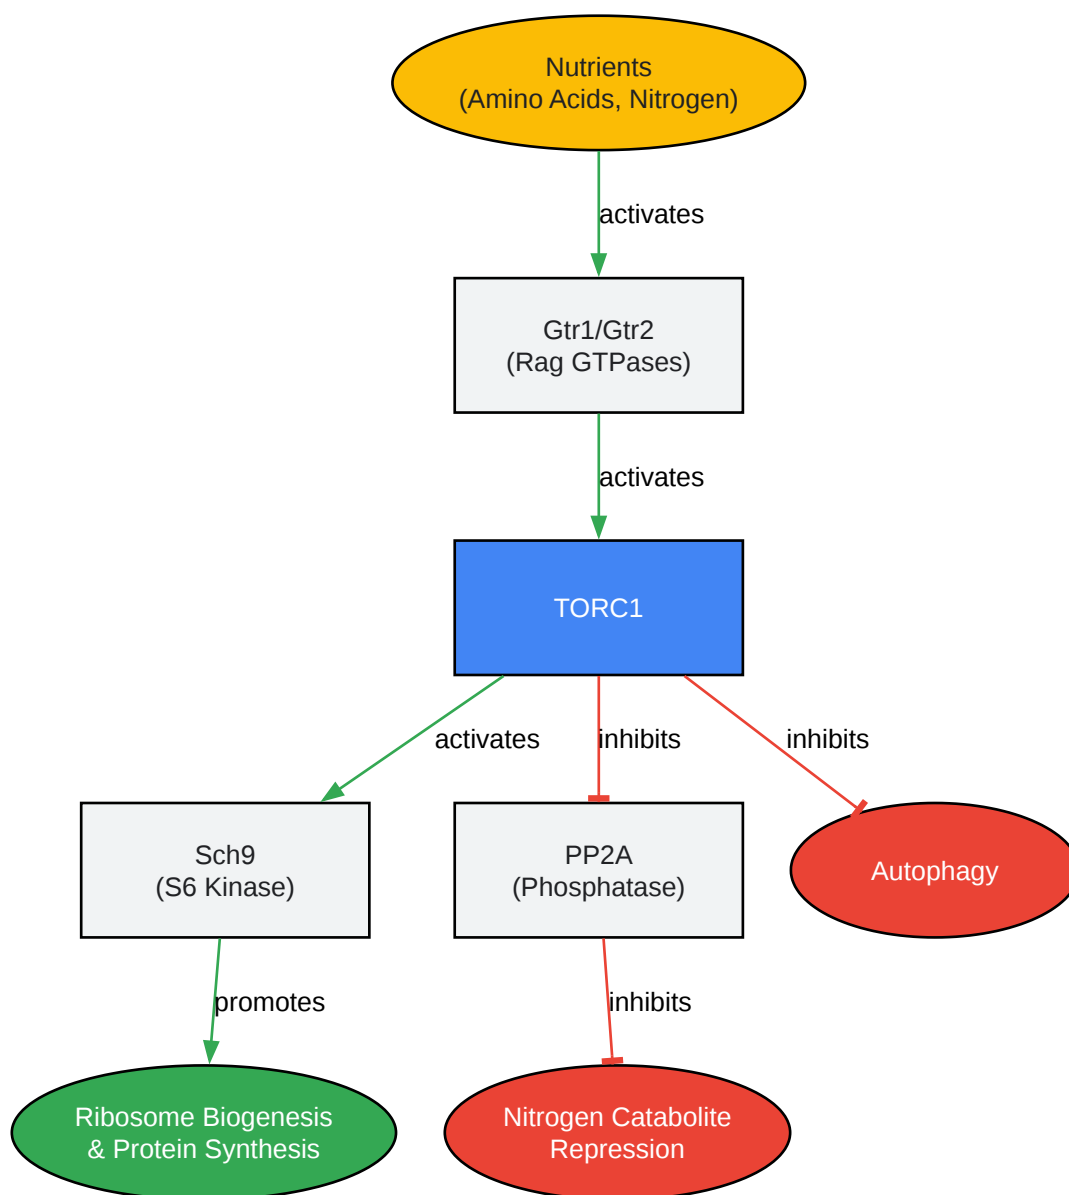 Nutrients
(Amino Acids, Nitrogen)
activates
Gtr1/Gtr2
(Rag GTPases)
activates
TORC1
activates
inhibits
inhibits
Sch9
(S6 Kinase)
PP2A
(Phosphatase)
Autophagy
promotes
inhibits
Ribosome Biogenesis
& Protein Synthesis
Nitrogen Catabolite
Repression